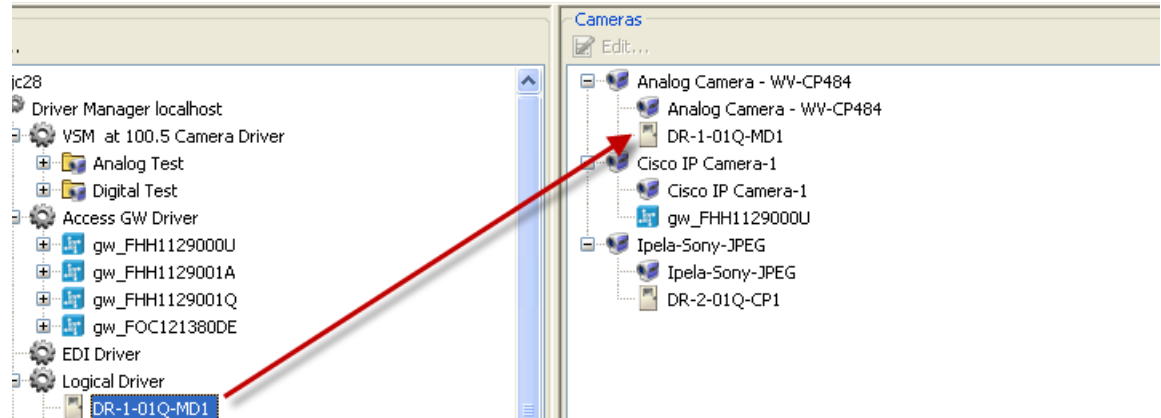 ..
jc28
Driver Manager localhost
VSM at 100.5 Camera Driver
Analog Test
Digital Test
Access GW Driver
gw_FHH1129000U
gw_FHH1129001A
gw_FHH1129001Q
gw_FOC121380DE
EDI Driver
Logical Driver
DR-1-01Q-MD1
Cameras
Edit...
Analog Camera - WV-CP484
Analog Camera - WV-CP484
DR-1-01Q-MD1
Cisco IP Camera-1
Cisco IP Camera-1
gw_FHH1129000U
Ipela-Sony-JPEG
Ipela-Sony-JPEG
DR-2-01Q-CP1